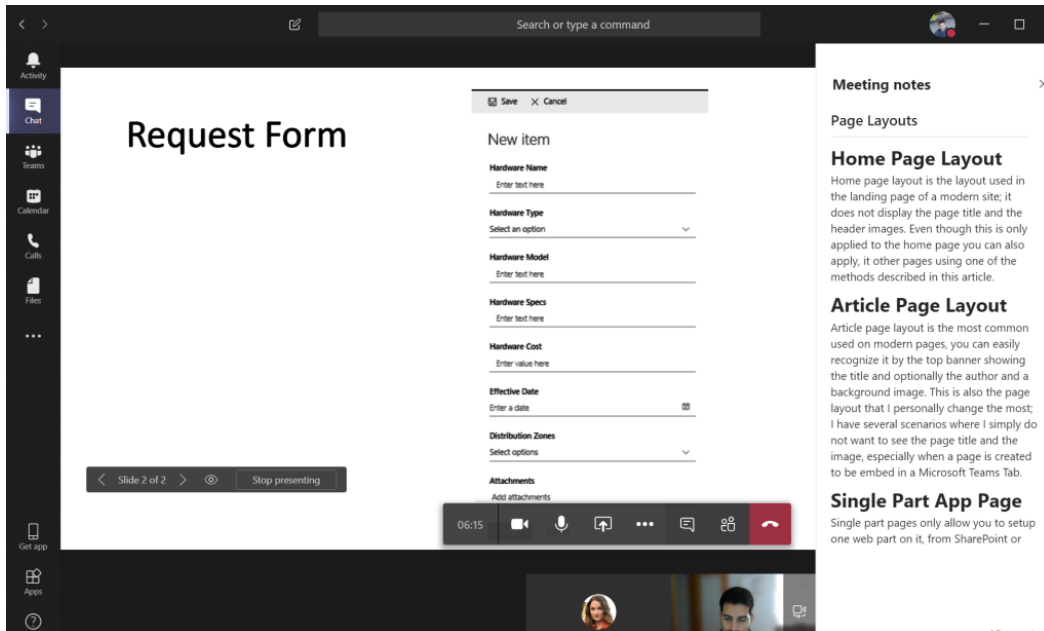 Search or type a command
Activity
Chat
Teams
Calendar
Calls
Files
Get app
Apps
Request Form
Save Cancel
New item
Hardware Name
Enter text here
Hardware Type
Select an option
Hardware Model
Enter text here
Hardware Specs
Enter text here
Hardware Cost
Enter value here
Effective Date
Enter a date
Distribution Zones
Select options
Attachments
Add attachments
Slide 2 of 2 Stop presenting
06:15
Meeting notes
Page Layouts
Home Page Layout
Home page layout is the layout used in
the landing page of a modern site; it
does not display the page title and the
header images. Even though this is only
applied to the home page you can also
apply, it other pages using one of the
methods described in this article.
Article Page Layout
Article page layout is the most common
used on modern pages, you can easily
recognize it by the top banner showing
the title and optionally the author and a
background image. This is also the page
layout that I personally change the most;
I have several scenarios where I simply do
not want to see the page title and the
image, especially when a page is created
to be embed in a Microsoft Teams Tab.
Single Part App Page
Single part pages only allow you to setup
one web part on it, from SharePoint or